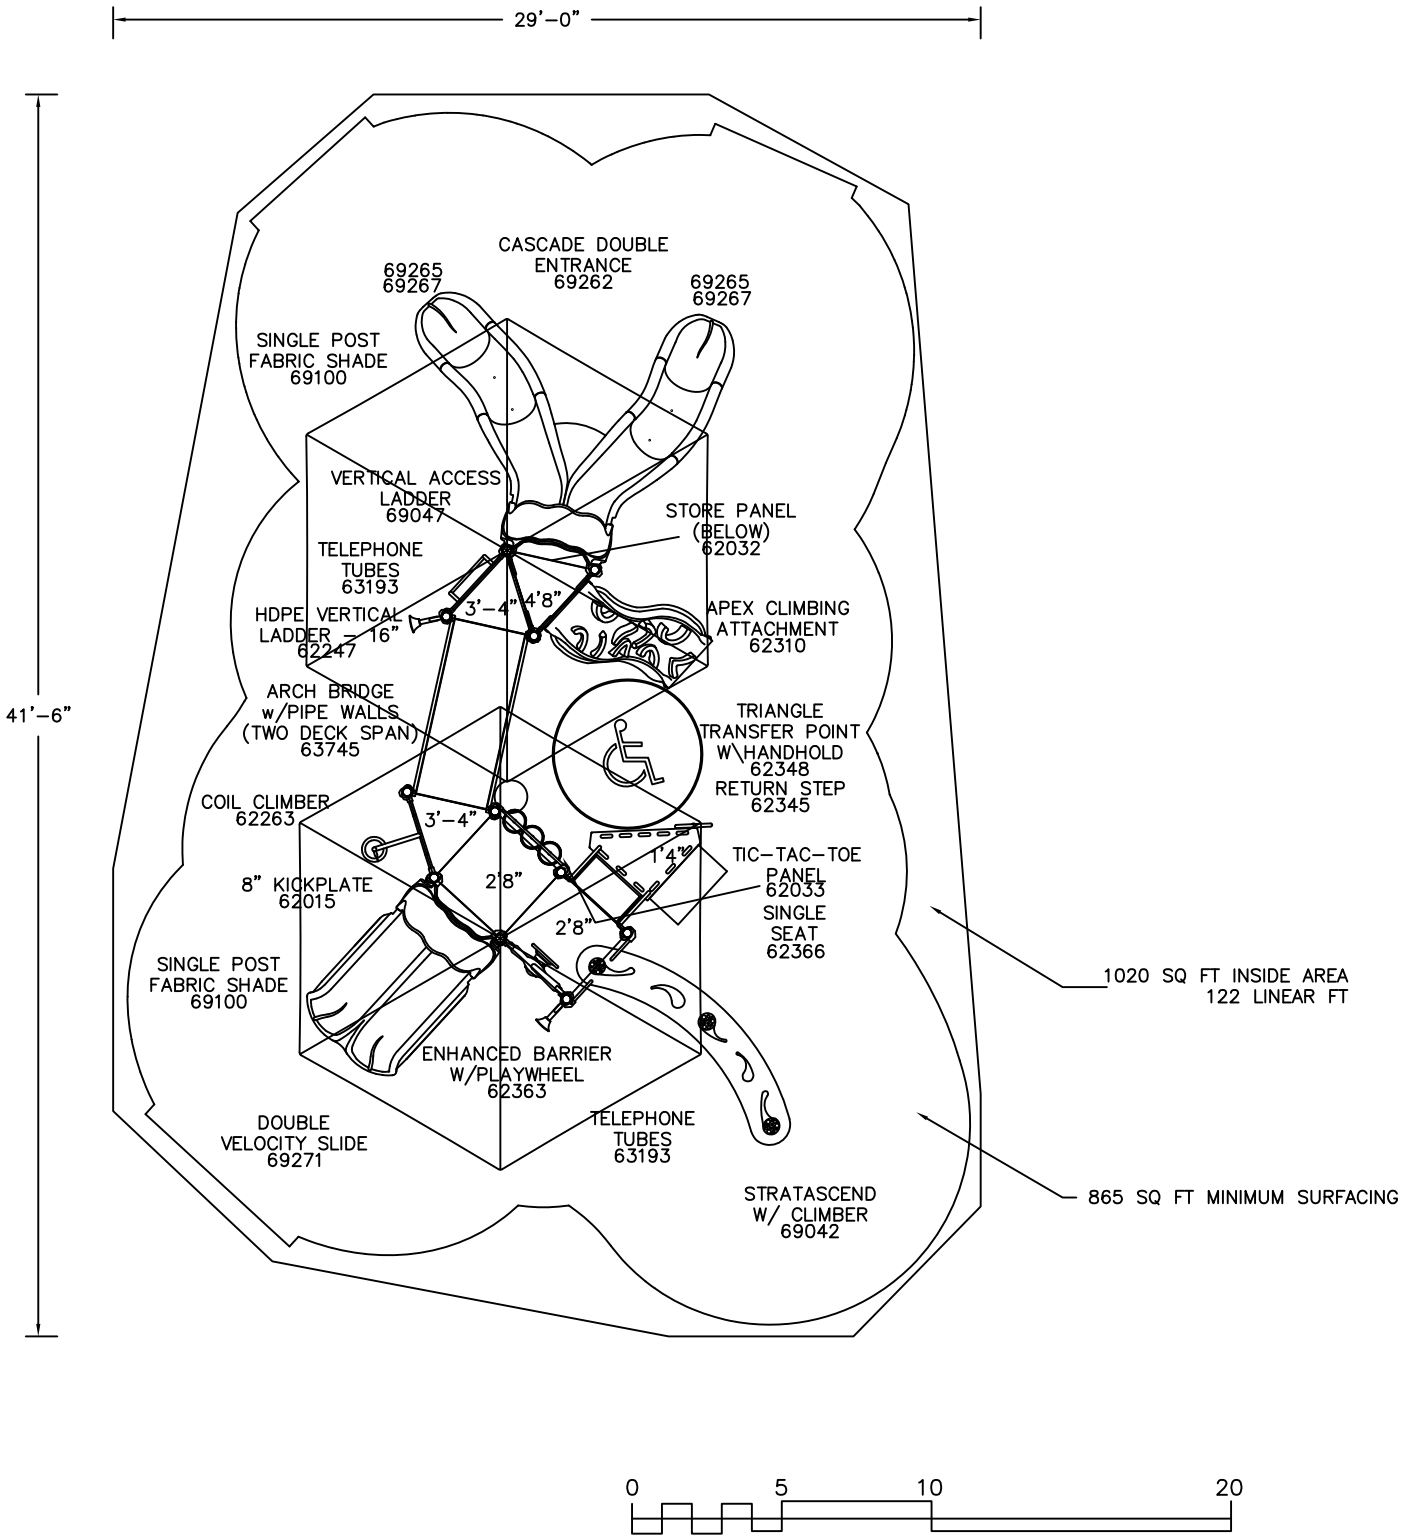 29'-0"
41'-6"
CASCADE DOUBLE
ENTRANCE
69262
69265
69267
69265
69267
SINGLE POST
FABRIC SHADE
69100
VERTICAL ACCESS
LADDER
69047
STORE PANEL
(BELOW)
62032
TELEPHONE
TUBES
63193
3'-4"
4'8"
HDPE VERTICAL
LADDER - 16"
62247
APEX CLIMBING
ATTACHMENT
62310
ARCH BRIDGE
w/PIPE WALLS
(TWO DECK SPAN)
63745
TRIANGLE
TRANSFER POINT
W\HANDHOLD
62348
RETURN STEP
62345
COIL CLIMBER
62263
3'-4"
1'4"
TIC-TAC-TOE
PANEL
62033
8" KICKPLATE
62015
2'8"
2'8"
SINGLE
SEAT
62366
SINGLE POST
FABRIC SHADE
69100
1020 SQ FT INSIDE AREA
122 LINEAR FT
ENHANCED BARRIER
W/PLAYWHEEL
62363
DOUBLE
VELOCITY SLIDE
69271
TELEPHONE
TUBES
63193
865 SQ FT MINIMUM SURFACING
STRATASCEND
W/ CLIMBER
69042
0 5 10 20